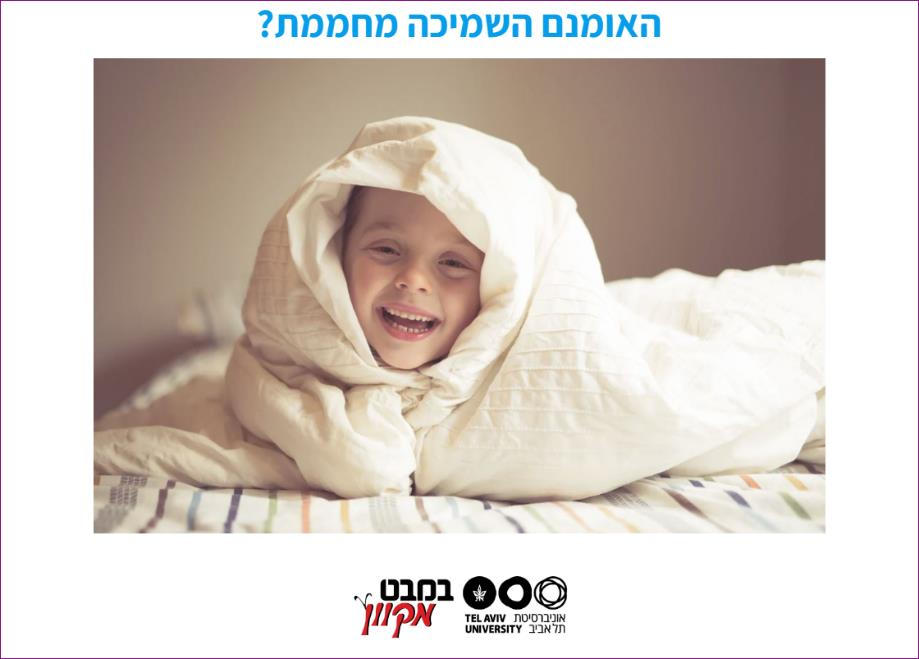 האומנם השמיכה מחממת?
במבט
מקוון
TEL AVIV אוניברסיטת
UNIVERSITY תל אביב